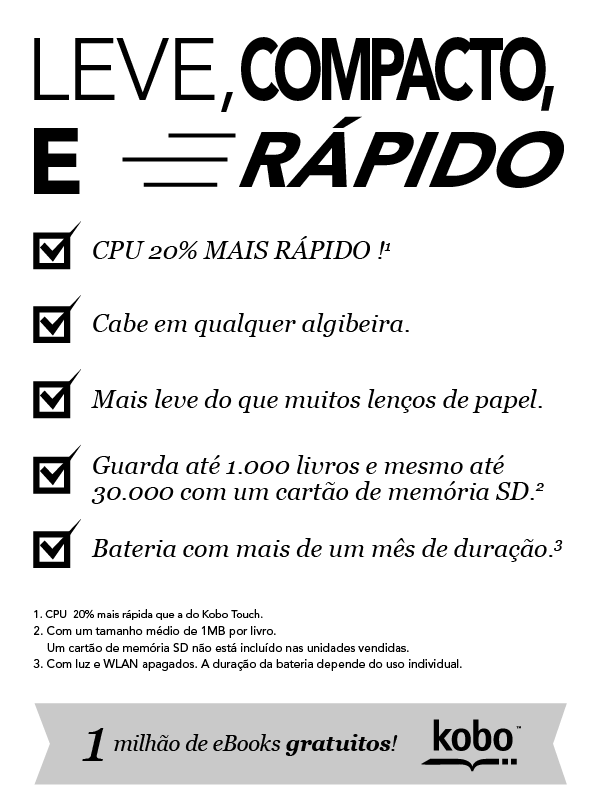 LEVE, COMPACTO,
E RÁPIDO
CPU 20% MAIS RÁPIDO !¹
Cabe em qualquer algibeira.
Mais leve do que muitos lenços de papel.
Guarda até 1.000 livros e mesmo até
30.000 com um cartão de memória SD.²
Bateria com mais de um mês de duração.³
1. CPU 20% mais rápida que a do Kobo Touch.
2. Com um tamanho médio de 1MB por livro.
Um cartão de memória SD não está incluído nas unidades vendidas.
3. Com luz e WLAN apagados. A duração da bateria depende do uso individual.
1 milhão de eBooks gratuitos!
kobo™